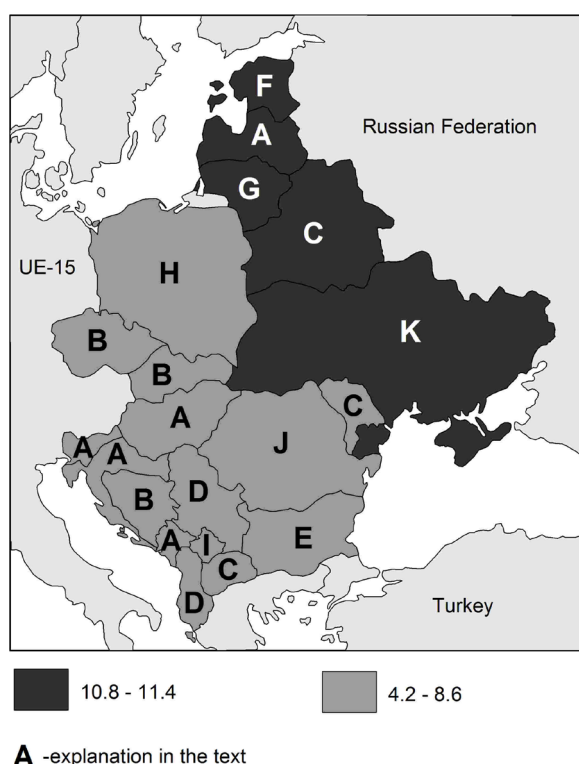 F
A
Russian Federation
G
C
UE-15
H
K
B
B
C
A
J
A
A
D
B
E
A
I
C
D
Turkey
10.8 - 11.4
4.2 - 8.6
A -explanation in the text